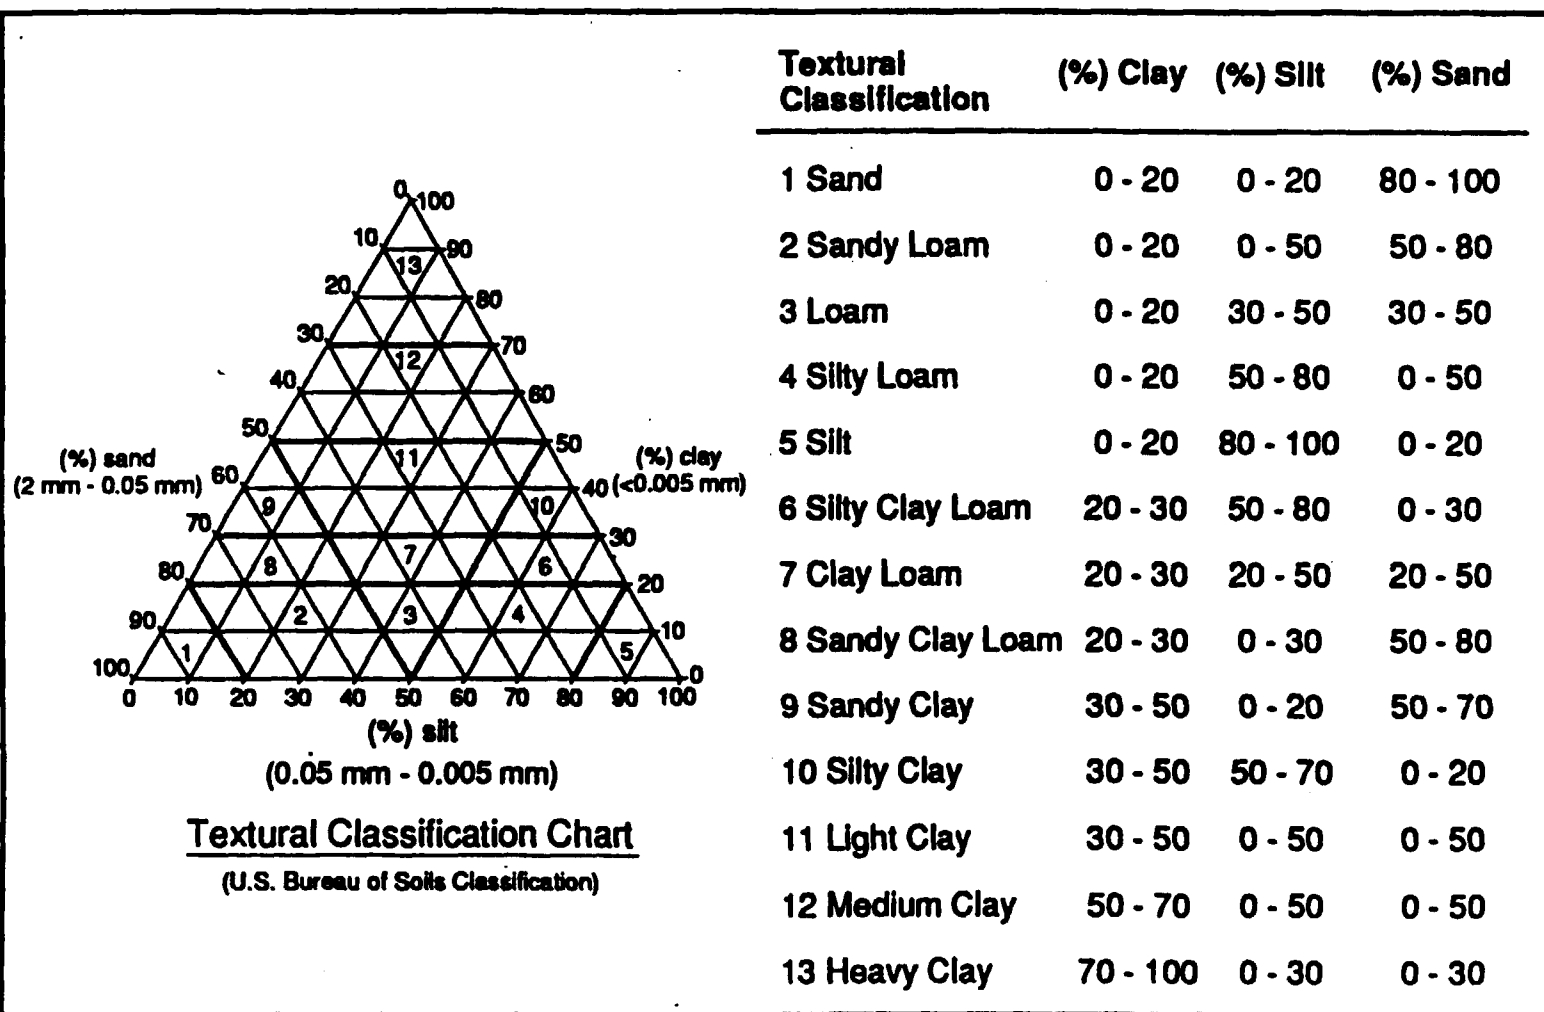 0 100
10 90
13
20 80
30 70
12
40 60
50 50
11
(%) sand
(2 mm - 0.05 mm)
(%) clay
(<0.005 mm)
60 40
9 10
70 30
8 7 6
80 20
2 3 4
90 10
1 5
100 0
0 10 20 30 40 50 60 70 80 90 100
(%) silt
(0.05 mm - 0.005 mm)
Textural Classification Chart
(U.S. Bureau of Soils Classification)
Textural
Classification (%) Clay (%) Silt (%) Sand
1 Sand 0 - 20 0 - 20 80 - 100
2 Sandy Loam 0 - 20 0 - 50 50 - 80
3 Loam 0 - 20 30 - 50 30 - 50
4 Silty Loam 0 - 20 50 - 80 0 - 50
5 Silt 0 - 20 80 - 100 0 - 20
6 Silty Clay Loam 20 - 30 50 - 80 0 - 30
7 Clay Loam 20 - 30 20 - 50 20 - 50
8 Sandy Clay Loam 20 - 30 0 - 30 50 - 80
9 Sandy Clay 30 - 50 0 - 20 50 - 70
10 Silty Clay 30 - 50 50 - 70 0 - 20
11 Light Clay 30 - 50 0 - 50 0 - 50
12 Medium Clay 50 - 70 0 - 50 0 - 50
13 Heavy Clay 70 - 100 0 - 30 0 - 30